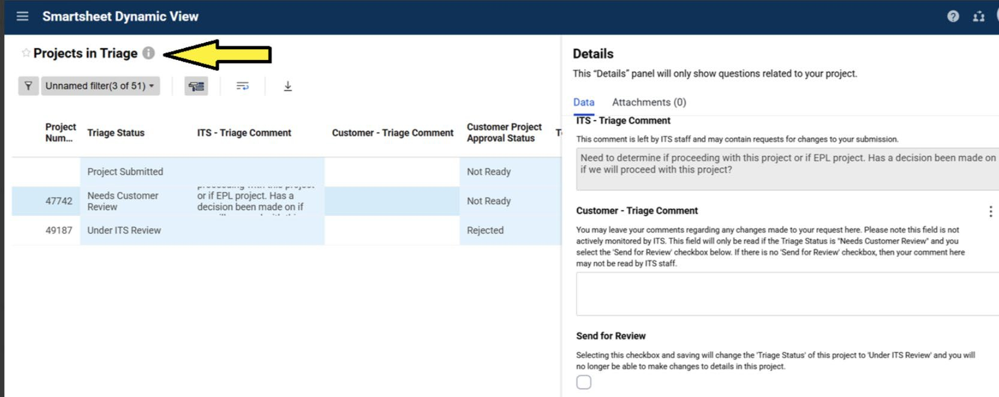 Smartsheet Dynamic View
Projects in Triage
Unnamed filter(3 of 51)
Project Num...
Triage Status
ITS - Triage Comment
Customer - Triage Comment
Customer Project Approval Status
Project Submitted
Not Ready
47742
Needs Customer Review
proceeding with this project
or if EPL project. Has a
decision been made on if
Not Ready
49187
Under ITS Review
Rejected
Details
This “Details” panel will only show questions related to your project.
Data
Attachments (0)
ITS - Triage Comment
This comment is left by ITS staff and may contain requests for changes to your submission.
Need to determine if proceeding with this project or if EPL project. Has a decision been made on
if we will proceed with this project?
Customer - Triage Comment
You may leave your comments regarding any changes made to your request here. Please note this field is not
actively monitored by ITS. This field will only be read if the Triage Status is "Needs Customer Review" and you
select the 'Send for Review' checkbox below. If there is no 'Send for Review' checkbox, then your comment here
may not be read by ITS staff.
Send for Review
Selecting this checkbox and saving will change the 'Triage Status' of this project to 'Under ITS Review' and you will
no longer be able to make changes to details in this project.